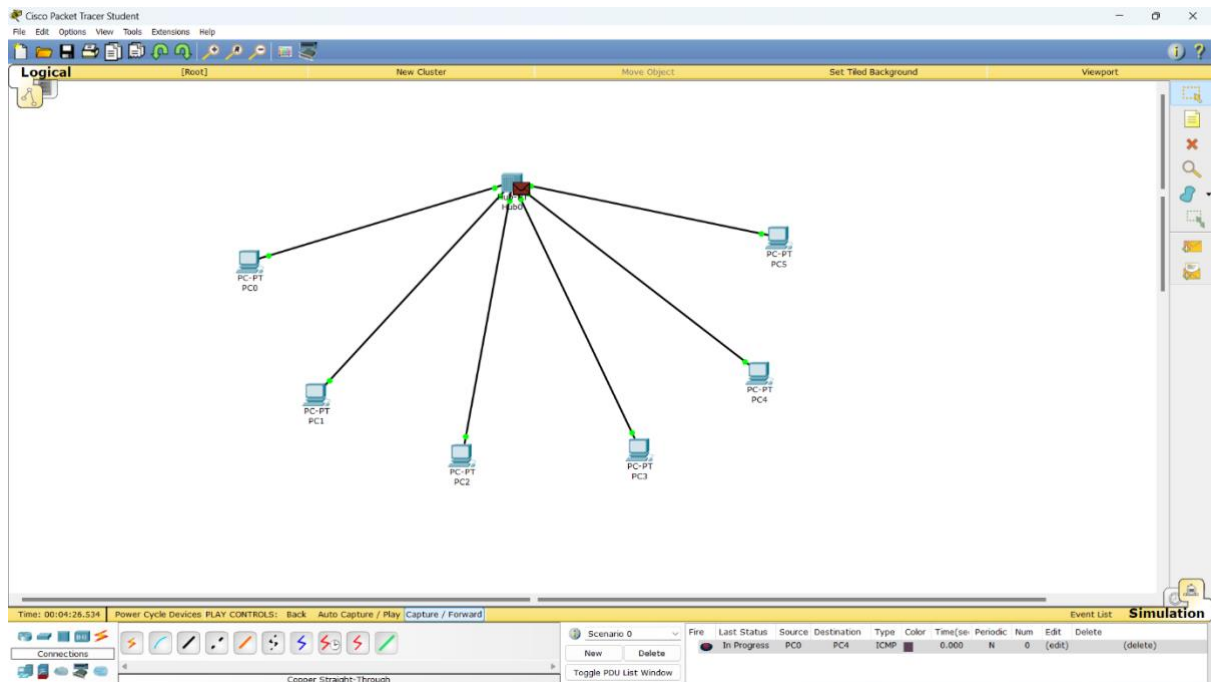 Cisco Packet Tracer Student
File Edit Options View Tools Extensions Help
Logical [Root] New Cluster Move Object Set Tiled Background Viewport
Hub0
PC-PT
PC5
PC-PT
PC0
PC-PT
PC4
PC-PT
PC1
PC-PT
PC3
PC-PT
PC2
Time: 00:04:26.534 Power Cycle Devices PLAY CONTROLS: Back Auto Capture / Play Capture / Forward Event List Simulation
Scenario 0 Fire Last Status Source Destination Type Color Time(se Periodic Num Edit Delete
In Progress PC0 PC4 ICMP 0.000 N 0 (edit) (delete)
Connections New Delete
Toggle PDU List Window
Copper Straight-Through